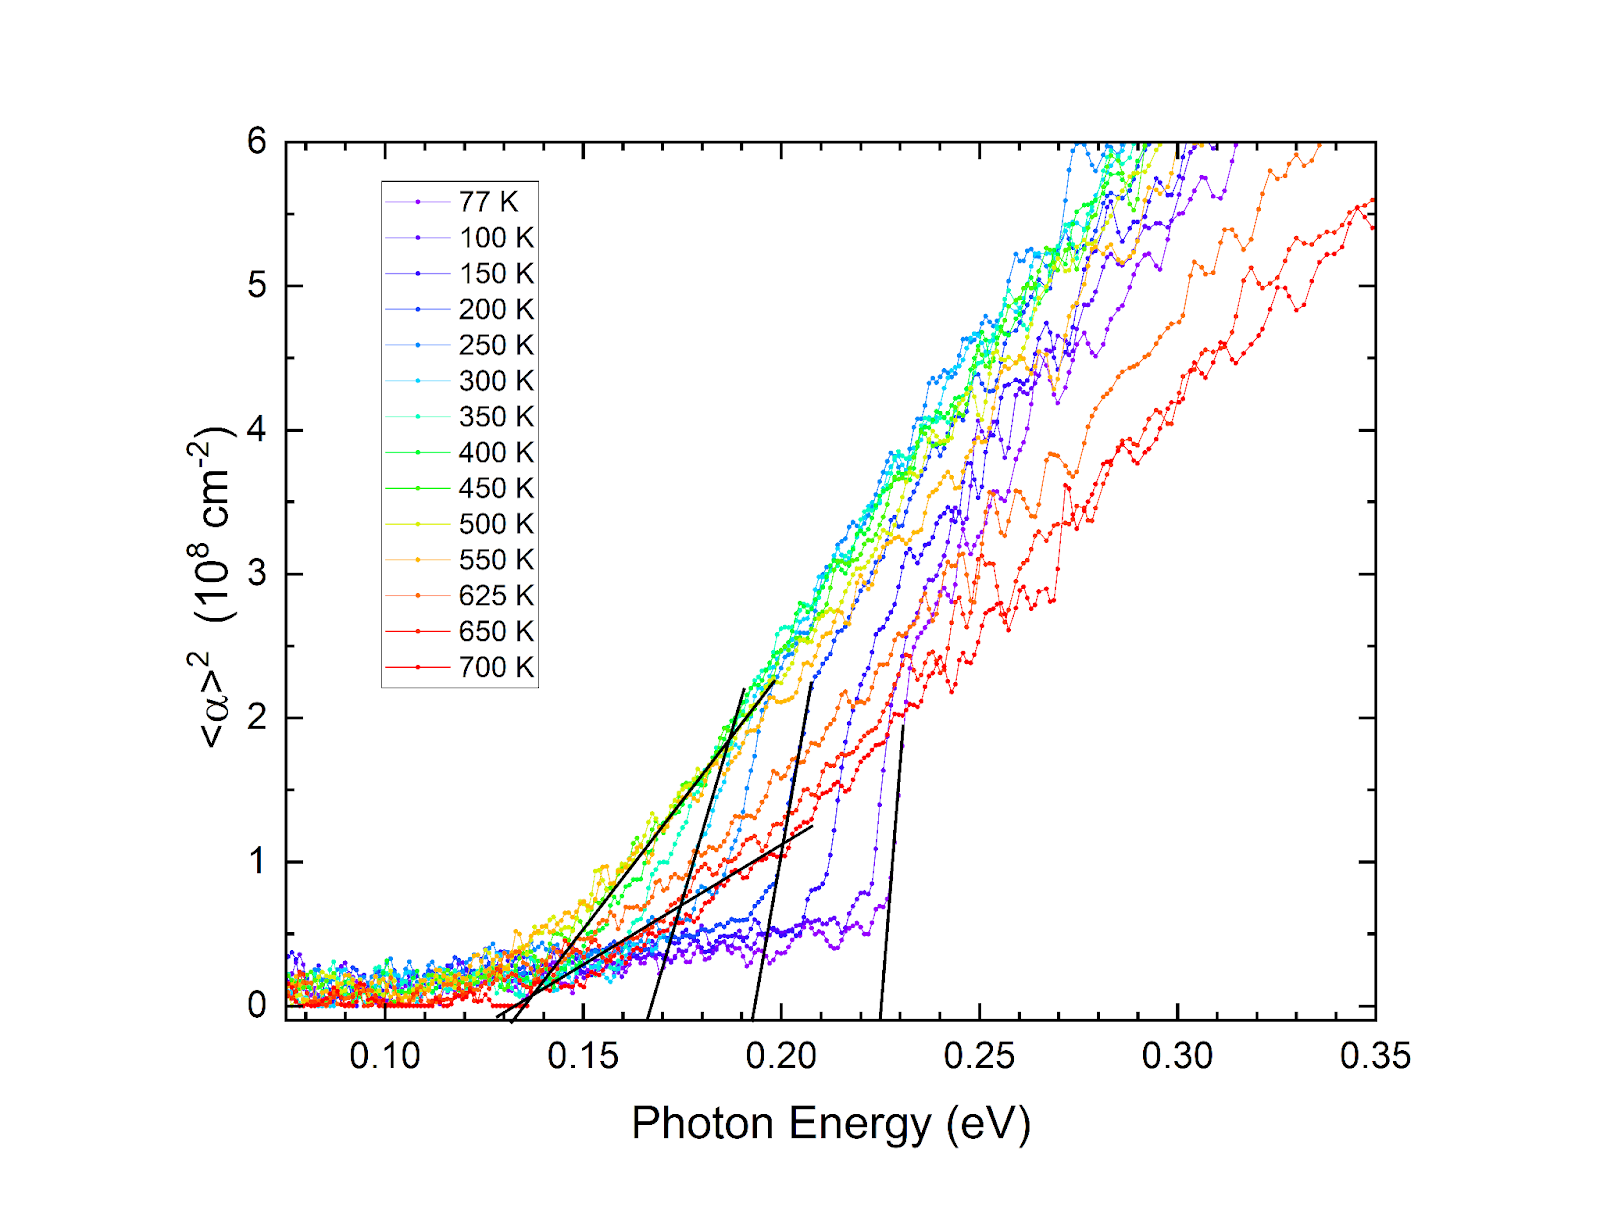 6
5
4
3
2
1
0
<α>² (10⁸ cm⁻²)
77 K
100 K
150 K
200 K
250 K
300 K
350 K
400 K
450 K
500 K
550 K
625 K
650 K
700 K
0.10 0.15 0.20 0.25 0.30 0.35
Photon Energy (eV)